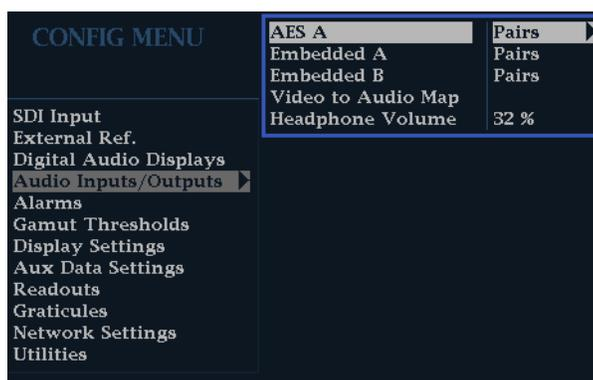 CONFIG MENU
SDI Input
External Ref.
Digital Audio Displays
Audio Inputs/Outputs
Alarms
Gamut Thresholds
Display Settings
Aux Data Settings
Readouts
Graticules
Network Settings
Utilities
AES A Pairs
Embedded A Pairs
Embedded B Pairs
Video to Audio Map
Headphone Volume 32 %